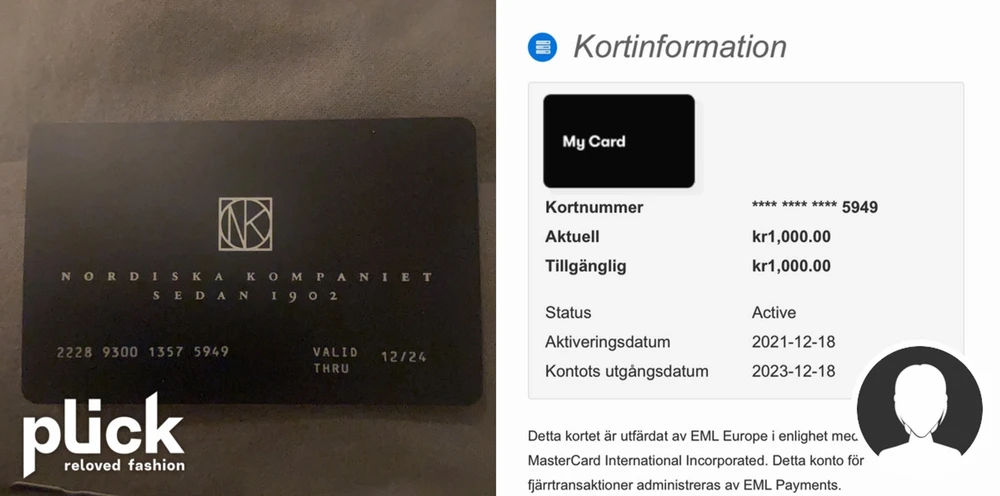 NK
NORDISKA KOMPANIET
SEDAN 1902
2228 9300 1357 5949
VALID THRU 12/24
plick
reloved fashion
Kortinformation
My Card
Kortnummer **** **** **** 5949
Aktuell kr1,000.00
Tillgänglig kr1,000.00
Status Active
Aktiveringsdatum 2021-12-18
Kontots utgångsdatum 2023-12-18
Detta kortet är utfärdat av EML Europe i enlighet med
MasterCard International Incorporated. Detta konto för
fjärrtransaktioner administreras av EML Payments.